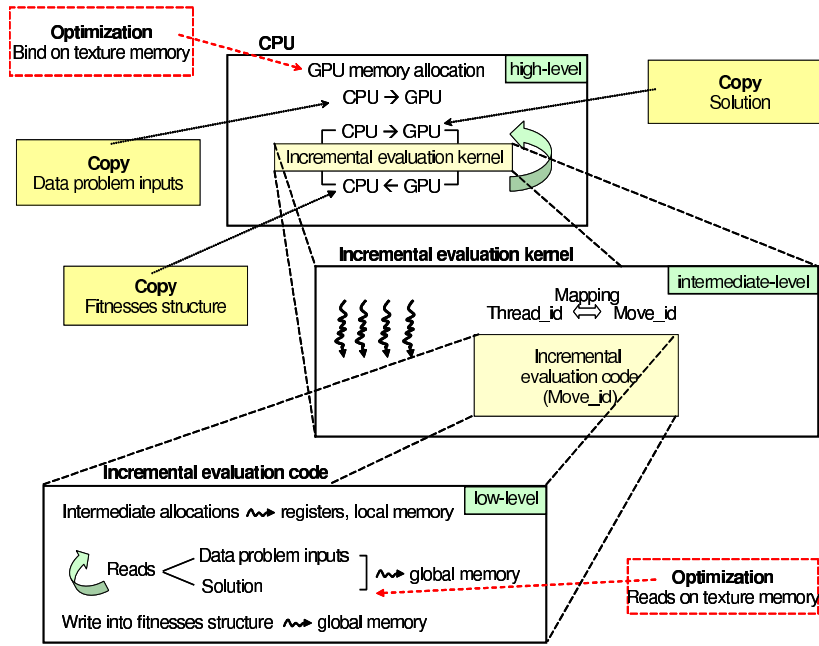 Optimization
Bind on texture memory
CPU
GPU memory allocation
high-level
CPU → GPU
Copy
Solution
CPU → GPU
Incremental evaluation kernel
CPU ← GPU
Copy
Data problem inputs
Copy
Fitnesses structure
Incremental evaluation kernel
intermediate-level
Mapping
Thread_id ⇔ Move_id
Incremental
evaluation code
(Move_id)
Incremental evaluation code
low-level
Intermediate allocations registers, local memory
Reads
Data problem inputs
Solution
global memory
Write into fitnesses structure global memory
Optimization
Reads on texture memory